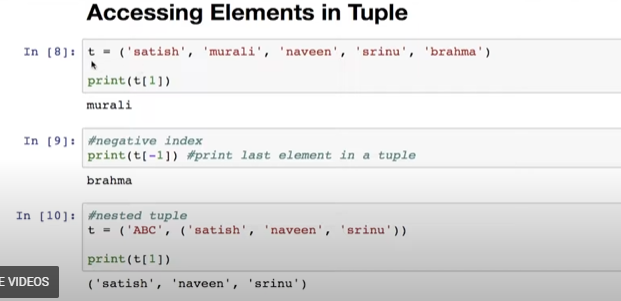 Accessing Elements in Tuple
In [8]: t = ('satish', 'murali', 'naveen', 'srinu', 'brahma')
print(t[1])
murali
In [9]: #negative index
print(t[-1]) #print last element in a tuple
brahma
In [10]: #nested tuple
t = ('ABC', ('satish', 'naveen', 'srinu'))
print(t[1])
E VIDEOS
('satish', 'naveen', 'srinu')